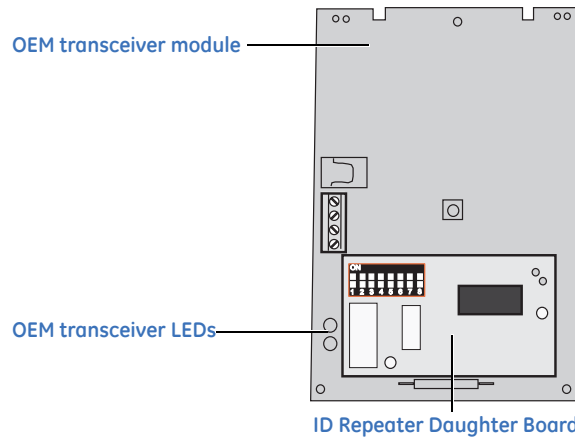 OEM transceiver module
ON
1 2 3 4 5 6 7 8
OEM transceiver LEDs
ID Repeater Daughter Board